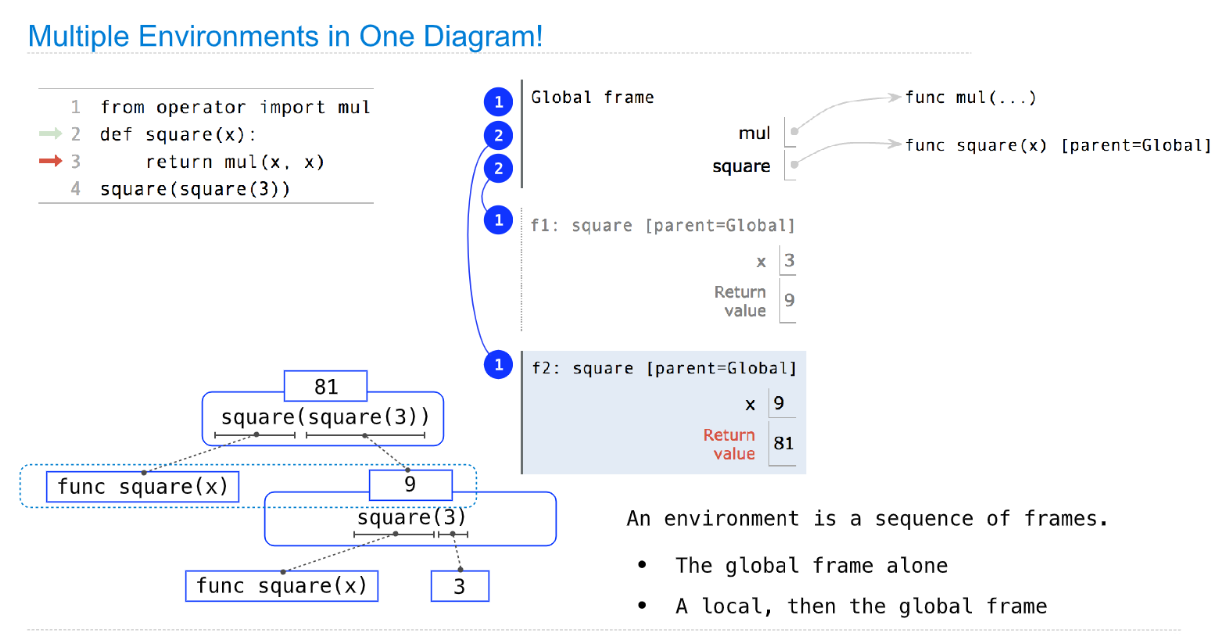 Multiple Environments in One Diagram!
1 from operator import mul
2 def square(x):
3     return mul(x, x)
4 square(square(3))
1 Global frame
2 mul
2 square
func mul(...)
func square(x) [parent=Global]
1 f1: square [parent=Global]
x 3
Return
value 9
1 f2: square [parent=Global]
x 9
Return
value 81
81
square(square(3))
func square(x)
9
square(3)
func square(x)
3
An environment is a sequence of frames.
• The global frame alone
• A local, then the global frame